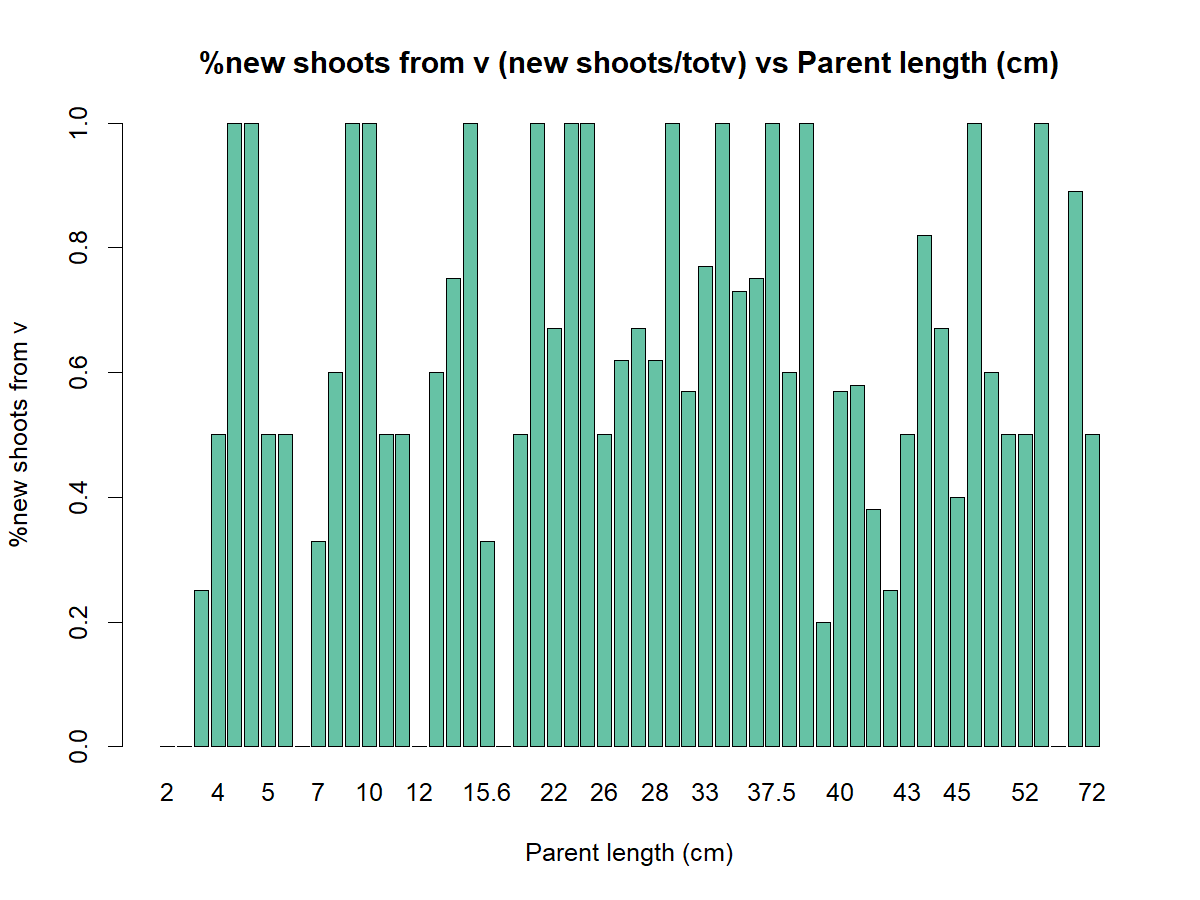 %new shoots from v (new shoots/totv) vs Parent length (cm)
%new shoots from v
1.0
0.8
0.6
0.4
0.2
0.0
2 4 5 7 10 12 15.6 22 26 28 33 37.5 40 43 45 52 72
Parent length (cm)